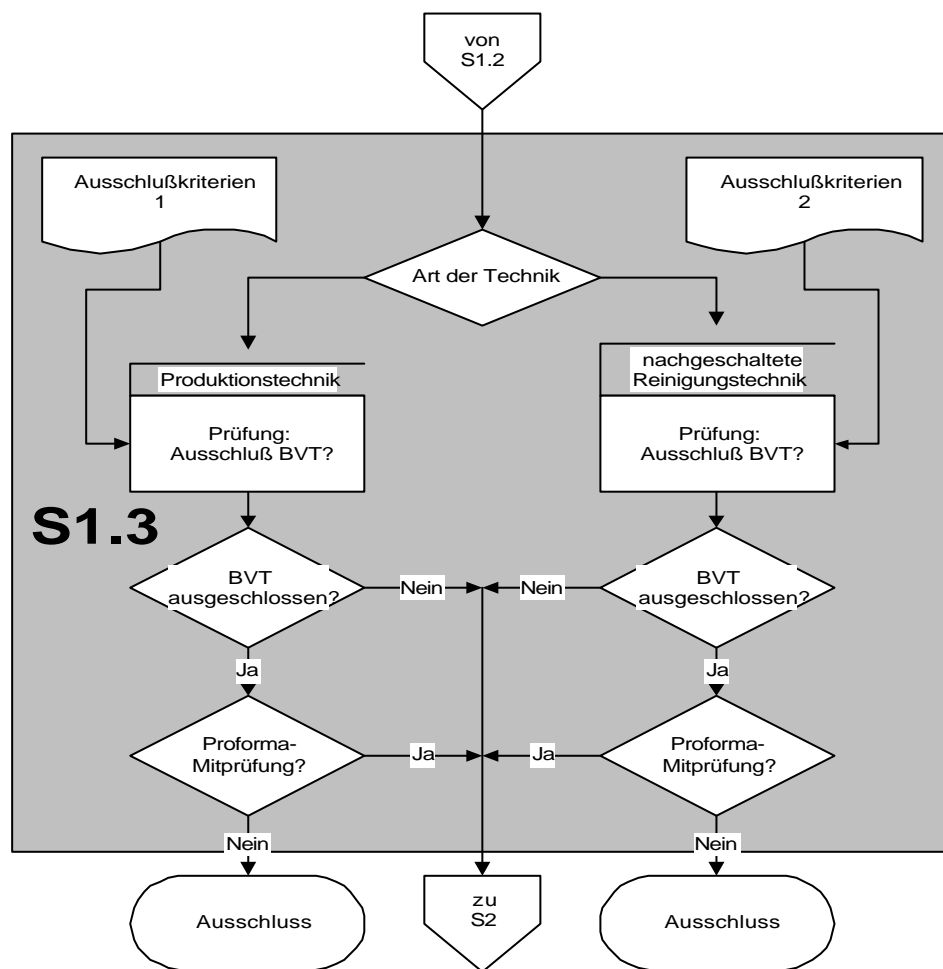 von
S1.2
Ausschlußkriterien
1
Ausschlußkriterien
2
Art der Technik
Produktionstechnik
nachgeschaltete
Reinigungstechnik
Prüfung:
Ausschluß BVT?
Prüfung:
Ausschluß BVT?
S1.3
BVT
ausgeschlossen?
Nein
Nein
BVT
ausgeschlossen?
Ja
Ja
Proforma-
Mitprüfung?
Ja
Ja
Proforma-
Mitprüfung?
Nein
Nein
Ausschluss
zu
S2
Ausschluss